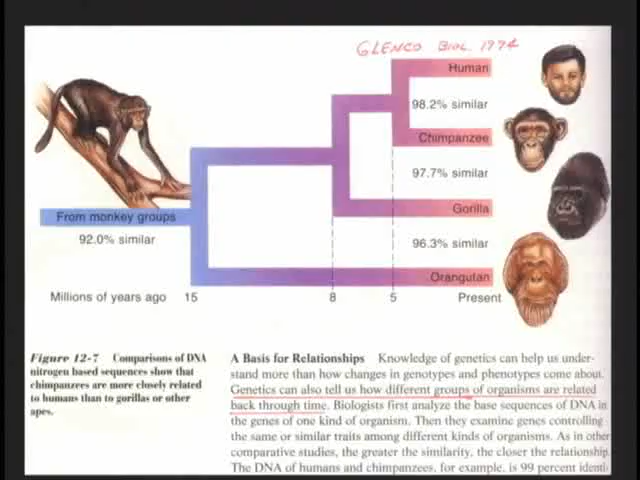 GLENCO BIOL. 1994
Human
98.2% similar
Chimpanzee
97.7% similar
From monkey groups
Gorilla
92.0% similar
96.3% similar
Orangutan
Millions of years ago 15 8 5 Present
Figure 12-7 Comparisons of DNA
nitrogen based sequences show that
chimpanzees are more closely related
to humans than to gorillas or other
apes.
A Basis for Relationships Knowledge of genetics can help us under-
stand more than how changes in genotypes and phenotypes come about.
Genetics can also tell us how different groups of organisms are related
back through time. Biologists first analyze the base sequences of DNA in
the genes of one kind of organism. Then they examine genes controlling
the same or similar traits among different kinds of organisms. As in other
comparative studies, the greater the similarity, the closer the relationship.
The DNA of humans and chimpanzees, for example, is 99 percent identi